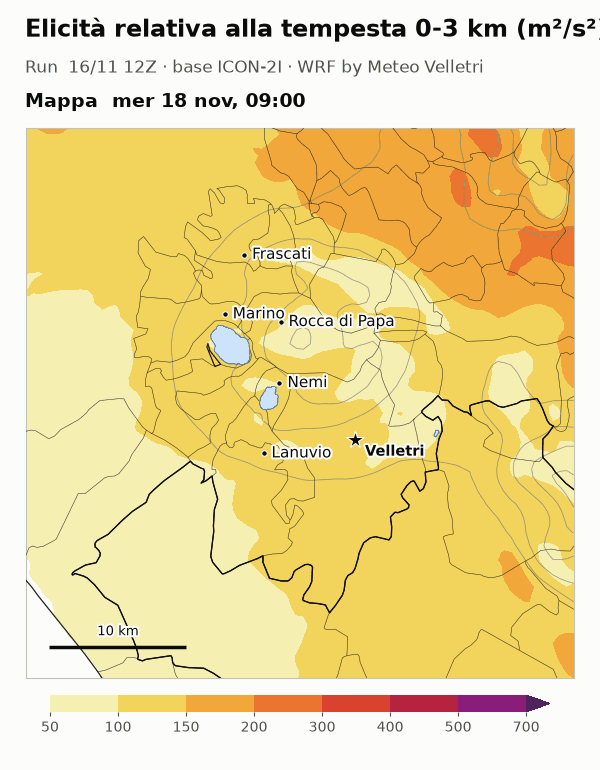 Elicità relativa alla tempesta 0-3 km (m²/s²)
Run 16/11 12Z · base ICON-2I · WRF by Meteo Velletri
Mappa mer 18 nov, 09:00
Frascati
Marino
Rocca di Papa
Nemi
Velletri
Lanuvio
10 km
50 100 150 200 300 400 500 700